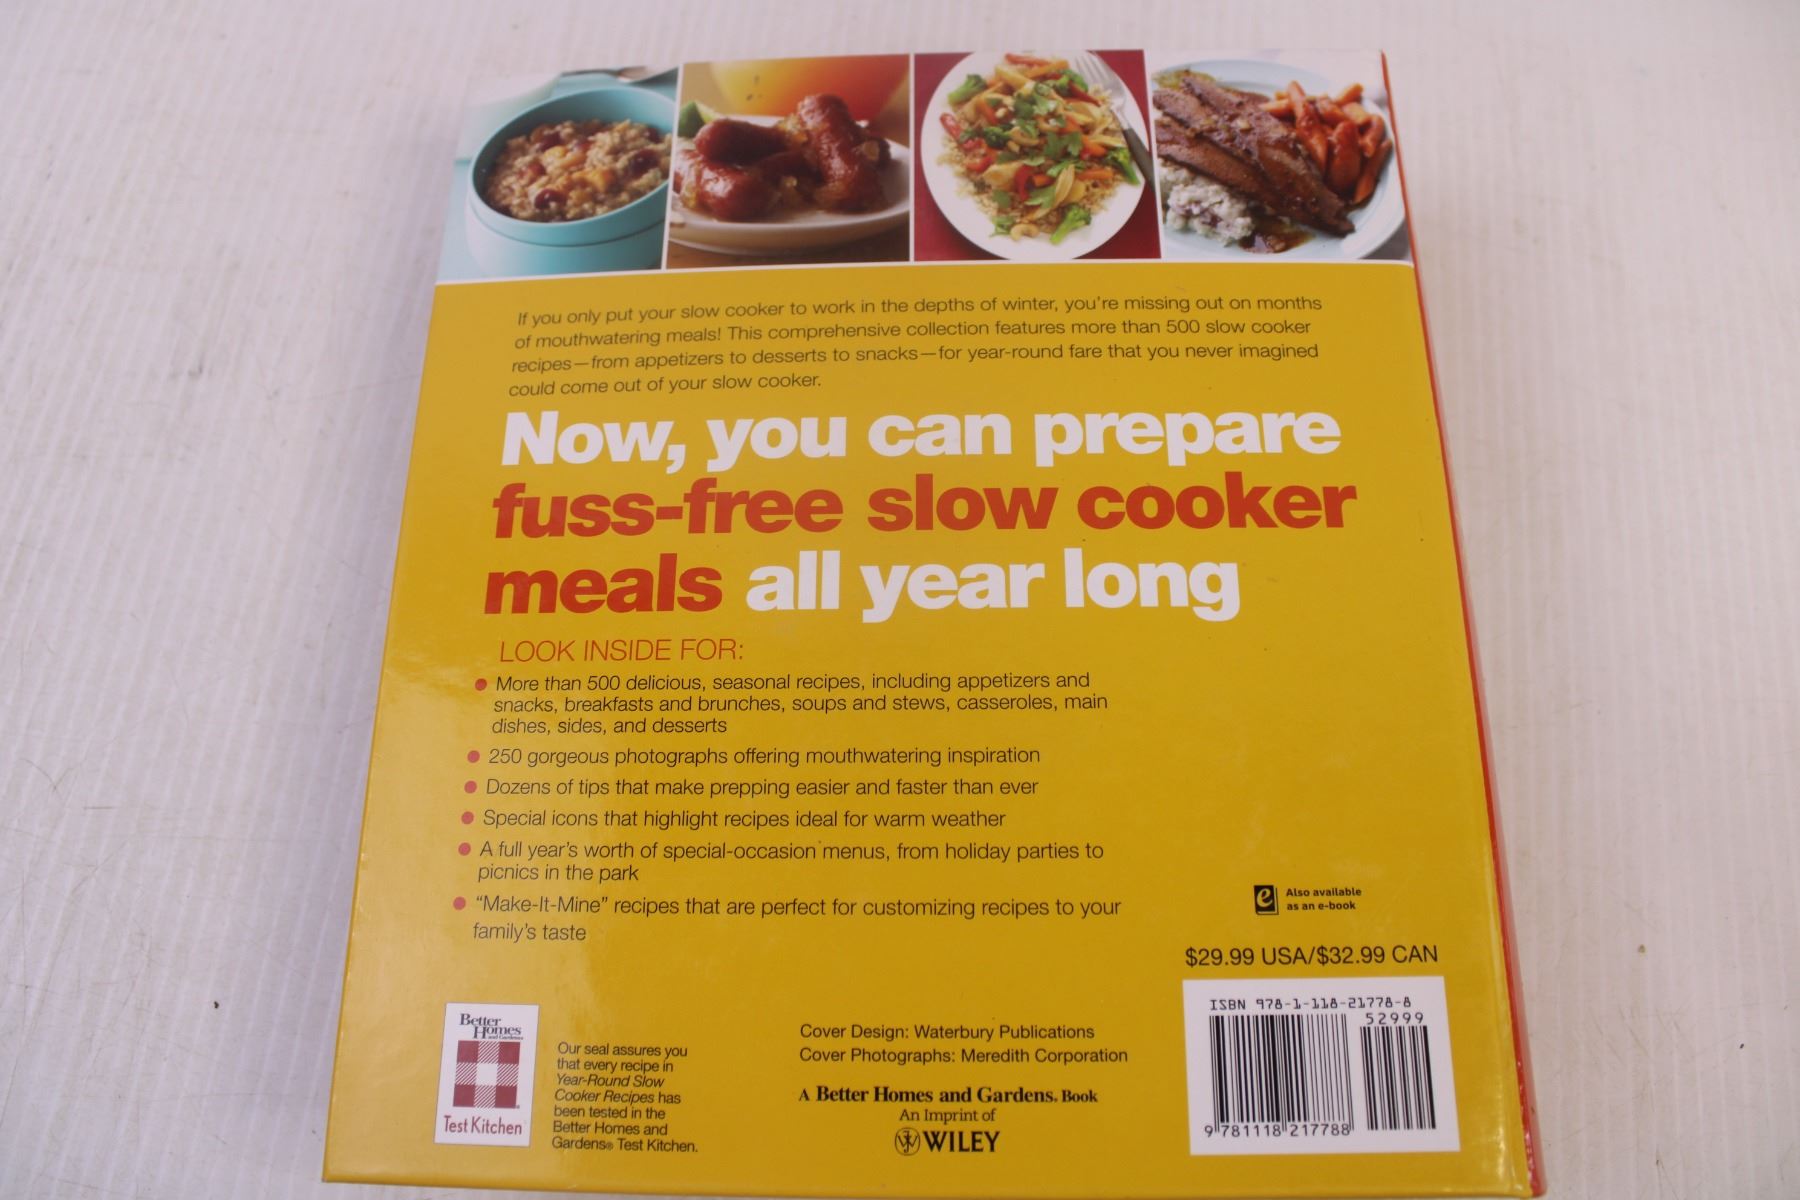 If you only put your slow cooker to work in the depths of winter, you're missing out on months
of mouthwatering meals! This comprehensive collection features more than 500 slow cooker
recipes—from appetizers to desserts to snacks—for year-round fare that you never imagined
could come out of your slow cooker.
Now, you can prepare
fuss-free slow cooker
meals all year long
LOOK INSIDE FOR:
• More than 500 delicious, seasonal recipes, including appetizers and
snacks, breakfasts and brunches, soups and stews, casseroles, main
dishes, sides, and desserts
• 250 gorgeous photographs offering mouthwatering inspiration
• Dozens of tips that make prepping easier and faster than ever
• Special icons that highlight recipes ideal for warm weather
• A full year's worth of special-occasion menus, from holiday parties to
picnics in the park
• "Make-It-Mine" recipes that are perfect for customizing recipes to your
family's taste
e
Also available
as an e-book
$29.99 USA/$32.99 CAN
ISBN 978-1-118-21778-8
52999
9 781118 217788
Better
Homes
and Gardens
Test Kitchen
Our seal assures you
that every recipe in
Year-Round Slow
Cooker Recipes has
been tested in the
Better Homes and
Gardens® Test Kitchen.
Cover Design: Waterbury Publications
Cover Photographs: Meredith Corporation
A Better Homes and Gardens® Book
An Imprint of
WILEY